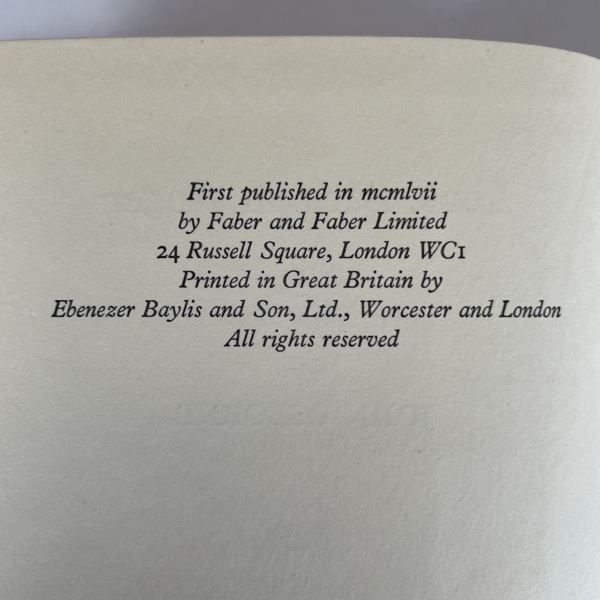 First published in mcmlvii
by Faber and Faber Limited
24 Russell Square, London WC1
Printed in Great Britain by
Ebenezer Baylis and Son, Ltd., Worcester and London
All rights reserved